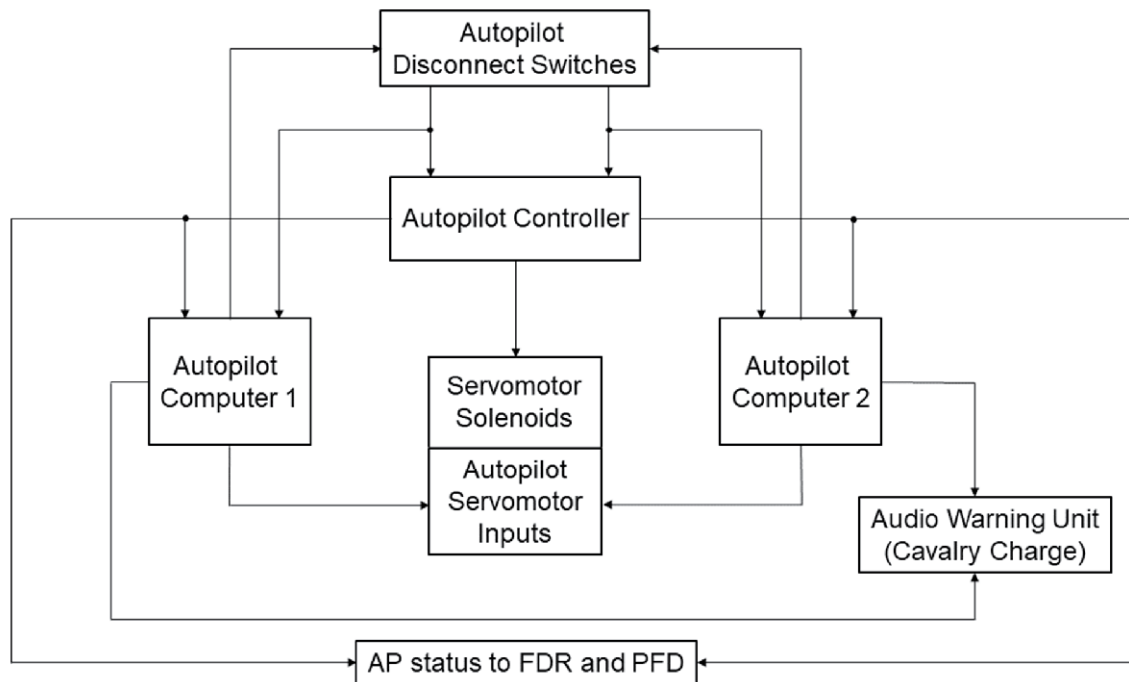 Autopilot
Disconnect Switches
Autopilot Controller
Autopilot
Computer 1
Servomotor
Solenoids
Autopilot
Servomotor
Inputs
Autopilot
Computer 2
Audio Warning Unit
(Cavalry Charge)
AP status to FDR and PFD